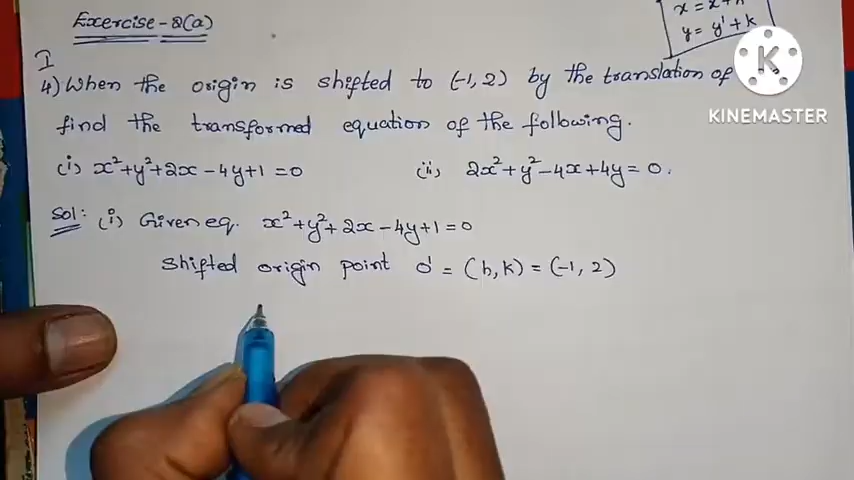 Exercise-2(a)
x = x'+h
y = y'+k
I
4) When the origin is shifted to (-1, 2) by the translation of
find the transformed equation of the following.
(i) x²+y²+2x-4y+1=0 (ii) 2x²+y²-4x+4y=0.
Sol: (i) Given eq. x²+y²+2x-4y+1=0
Shifted origin point O' = (h, k) = (-1, 2)
K
KINEMASTER